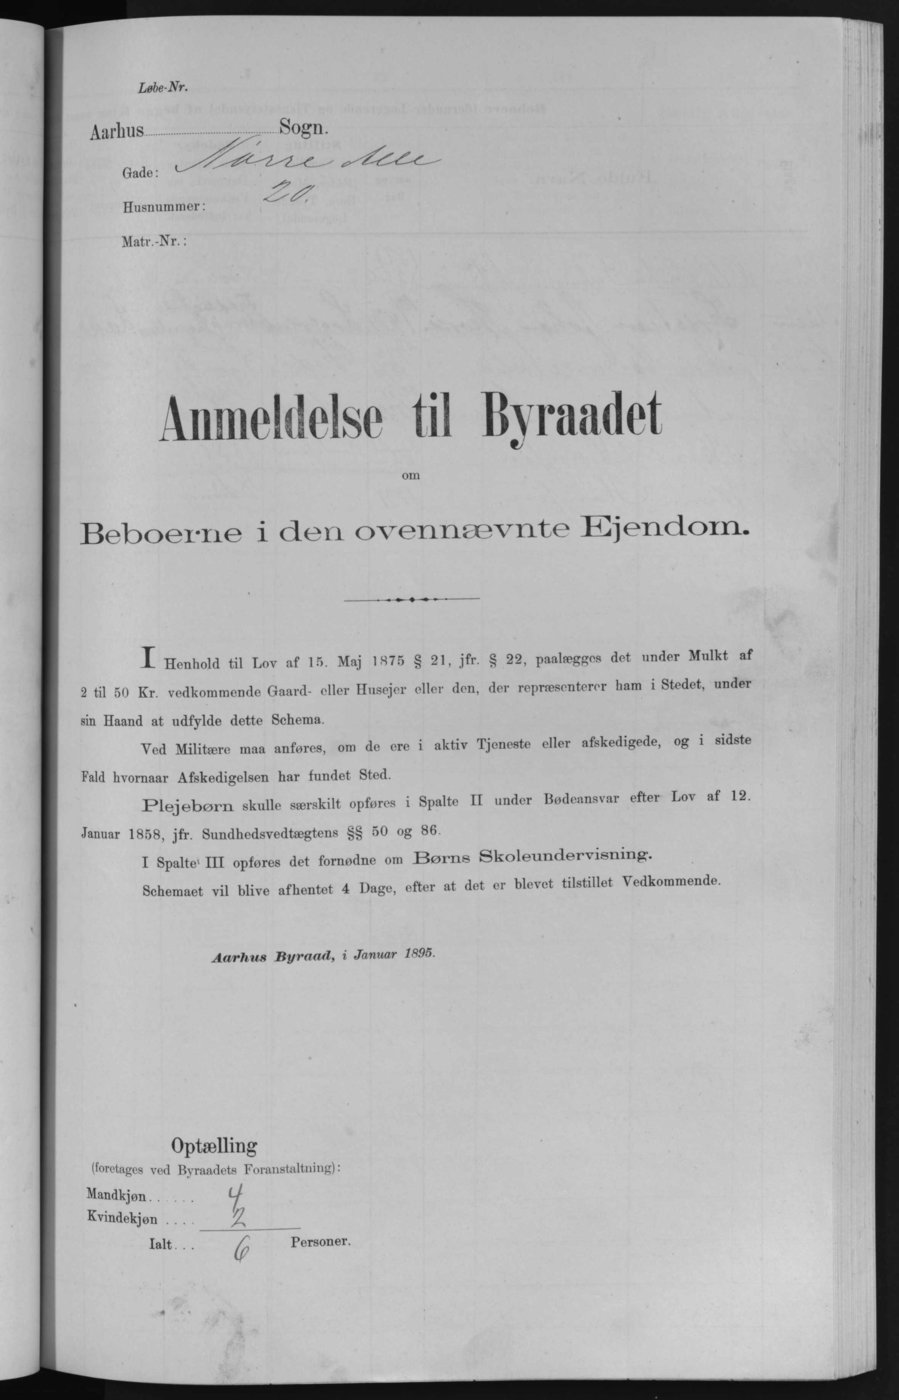 Løbe-Nr.
Aarhus Sogn.
Gade: Nørre Alle
Husnummer: 20.
Matr.-Nr.:
Anmeldelse til Byraadet
om
Beboerne i den ovennævnte Ejendom.
I Henhold til Lov af 15. Maj 1875 § 21, jfr. § 22, paalægges det under Mulkt af
2 til 50 Kr. vedkommende Gaard- eller Husejer eller den, der repræsenterer ham i Stedet, under
sin Haand at udfylde dette Schema.
Ved Militære maa anføres, om de ere i aktiv Tjeneste eller afskedigede, og i sidste
Fald hvornaar Afskedigelsen har fundet Sted.
Plejebørn skulle særskilt opføres i Spalte II under Bødeansvar efter Lov af 12.
Januar 1858, jfr. Sundhedsvedtægtens §§ 50 og 86.
I Spalte III opføres det fornødne om Børns Skoleundervisning.
Schemaet vil blive afhentet 4 Dage, efter at det er blevet tilstillet Vedkommende.
Aarhus Byraad, i Januar 1895.
Optælling
(foretages ved Byraadets Foranstaltning):
Mandkjøn...... 4
Kvindekjøn .... 2
Ialt... 6 Personer.